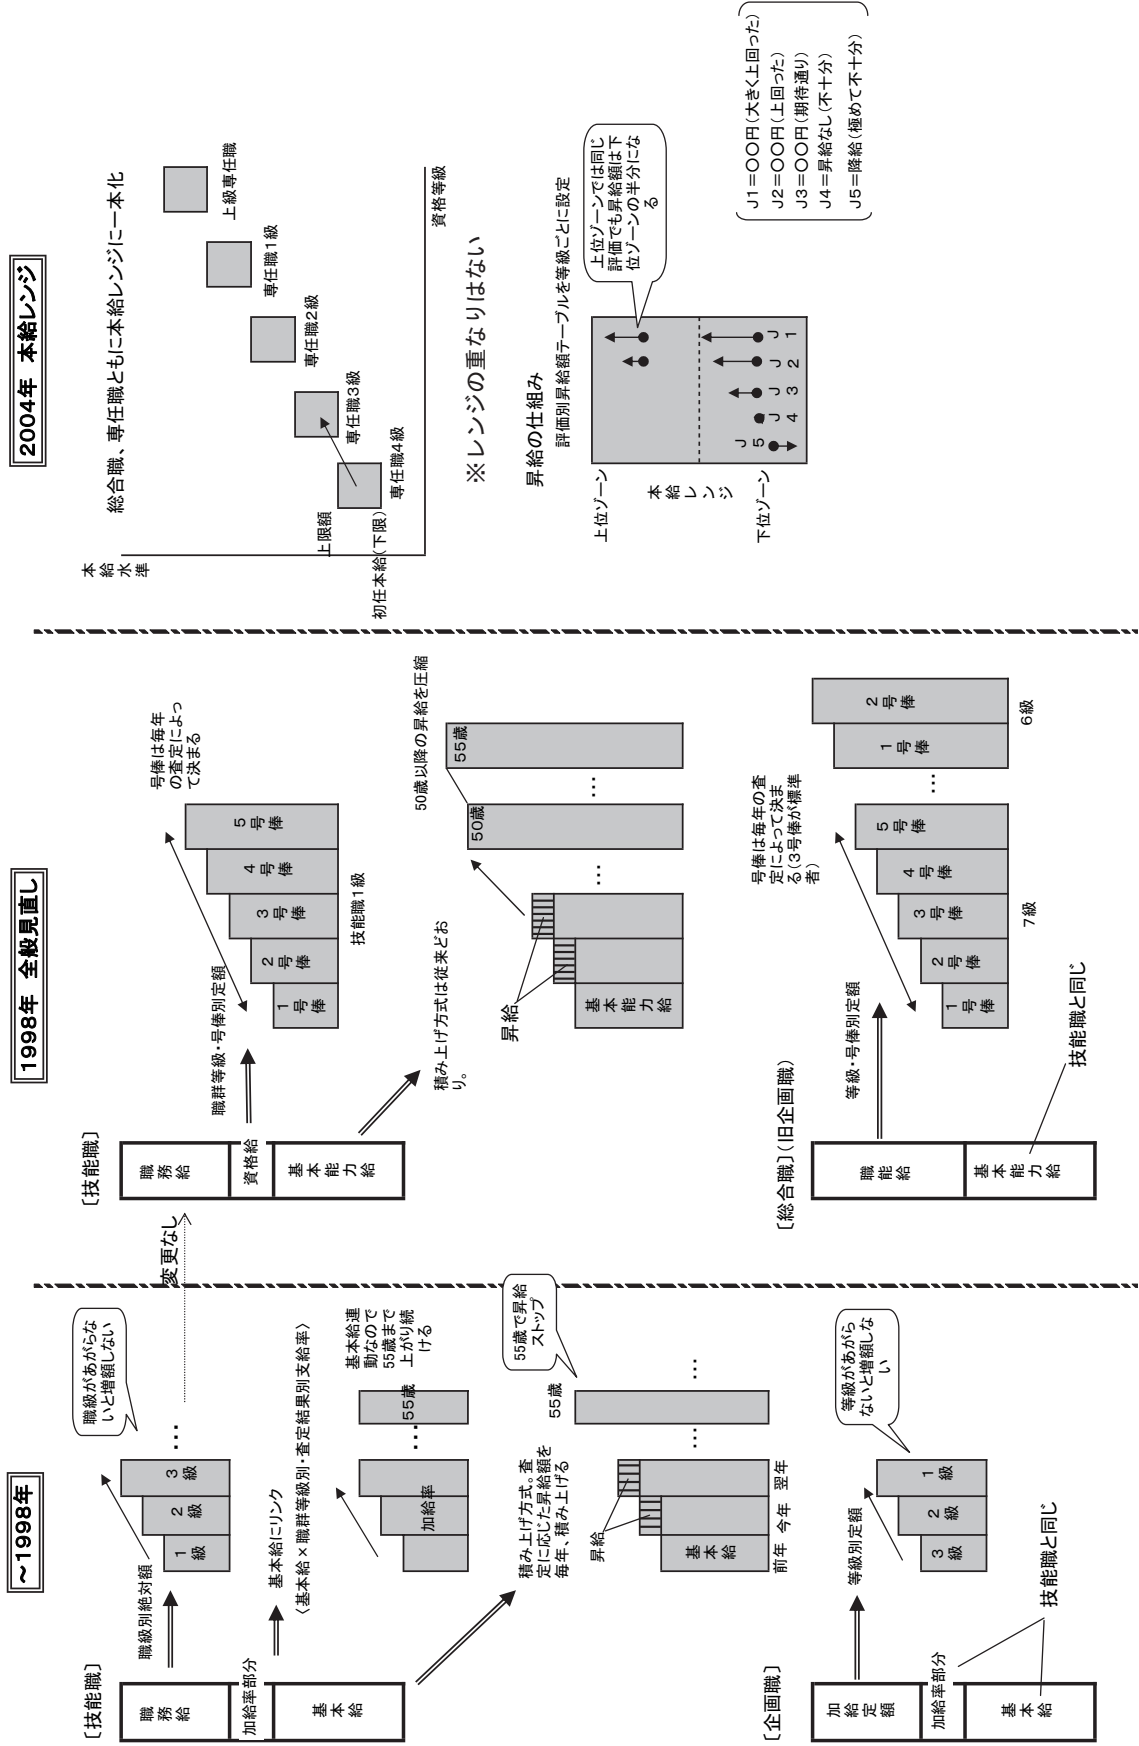 ～1998年
［技能職］
職務給
加給率部分
基本給
職級別絶対額
1級
2級
3級
…
職級があがらな
いと増額しない
変更なし
基本給にリンク
〈基本給×職群等級別・査定結果別支給率〉
加給率
…
55歳
基本給連
動なので
55歳まで
上がり続
ける
積み上げ方式。査
定に応じた昇給額を
毎年、積み上げる
昇給
基本給
前年
今年
翌年
…
55歳
…
55歳で昇給
ストップ
［企画職］
加給定額
加給率部分
基本給
等級別定額
3級
2級
1級
等級があがら
ないと増額しな
い
技能職と同じ
1998年 全般見直し
［技能職］
職務給
資格給
基本能力給
職群等級・号俸別定額
1号俸
2号俸
3号俸
4号俸
5号俸
技能職1級
号俸は毎年
の査定によっ
て決まる
積み上げ方式は従来どお
り。
昇給
基本能力給
…
50歳
…
55歳
50歳以降の昇給を圧縮
［総合職］（旧企画職）
職能給
基本能力給
等級・号俸別定額
1号俸
2号俸
3号俸
4号俸
5号俸
7級
…
1号俸
2号俸
6級
号俸は毎年の査
定によって決ま
る（3号俸が標準
者）
技能職と同じ
2004年 本給レンジ
総合職、専任職ともに本給レンジに一本化
本給水準
上限額
初任本給（下限）
専任職4級
専任職3級
専任職2級
専任職1級
上級専任職
資格等級
※レンジの重なりはない
昇給の仕組み
評価別昇給額テーブルを等級ごとに設定
上位ゾーン
本給レンジ
下位ゾーン
J5
J4
J3
J2
J1
上位ゾーンでは同じ
評価でも昇給額は下
位ゾーンの半分にな
る
J1＝〇〇円（大きく上回った）
J2＝〇〇円（上回った）
J3＝〇〇円（期待通り）
J4＝昇給なし（不十分）
J5＝降給（極めて不十分）